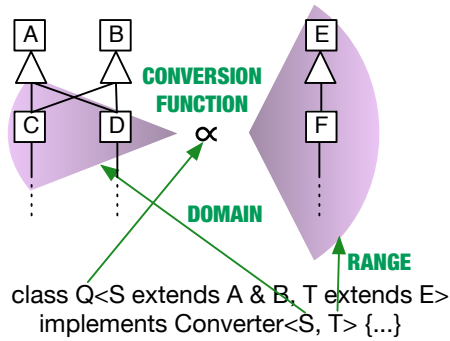 A B E
CONVERSION
FUNCTION
∝
C D F
DOMAIN
RANGE
class Q<S extends A & B, T extends E>
implements Converter<S, T> {...}